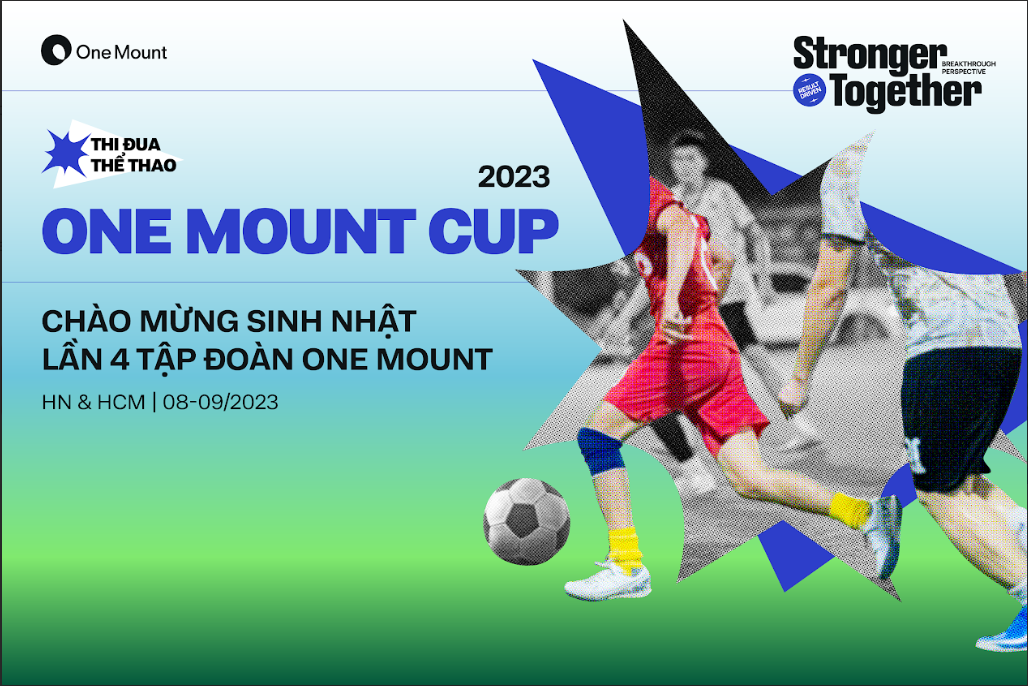 One Mount
Stronger
BREAKTHROUGH
PERSPECTIVE
RESULT
DRIVEN
Together
THI ĐUA
THỂ THAO
2023
ONE MOUNT CUP
CHÀO MỪNG SINH NHẬT
LẦN 4 TẬP ĐOÀN ONE MOUNT
HN & HCM | 08-09/2023